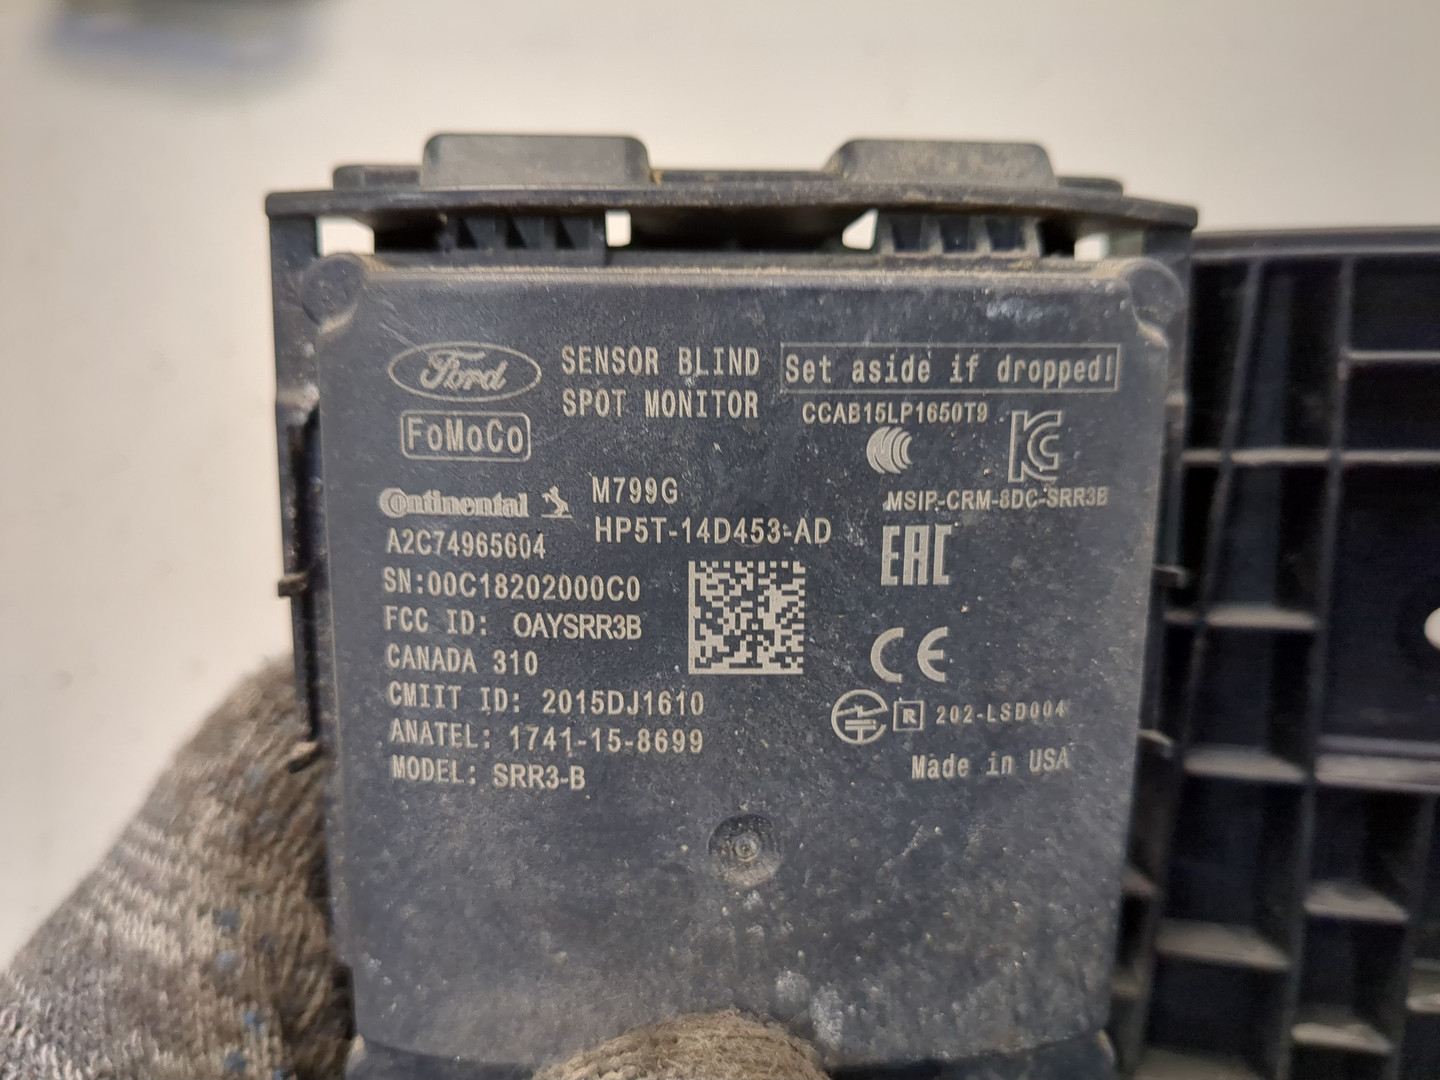 Ford
SENSOR BLIND
SPOT MONITOR
Set aside if dropped!
FoMoCo
CCAB15LP1650T9
Continental
M799G
HP5T-14D453-AD
MSIP-CRM-8DC-SRR3B
A2C74965604
EAC
SN:00C18202000C0
FCC ID: OAYSRR3B
CANADA 310
CE
CMIIT ID: 2015DJ1610
R 202-LSD004
ANATEL: 1741-15-8699
Made in USA
MODEL: SRR3-B